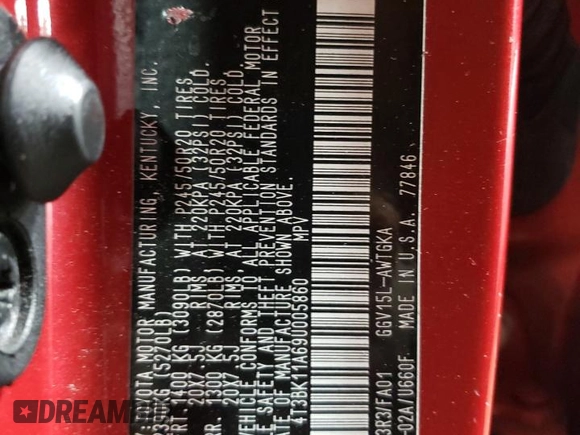 TOYOTA MOTOR MANUFACTURING, KENTUCKY, INC.
KG (5270LB)
1400 KG (3090LB) WITH P245/50R20 TIRES
20X7.5J RIMS, AT 220KPA (32PSI) COLD
RR. 1300 KG (2870LB) WITH P245/50R20 TIRES
20X7.5J RIMS, AT 220KPA (32PSI) COLD.
VEHICLE CONFORMS TO ALL APPLICABLE FEDERAL MOTOR
SAFETY AND THEFT PREVENTION STANDARDS IN EFFECT
DATE OF MANUFACTURE SHOWN ABOVE.
4T3BK11A69U005860 MPV
3R3/FA01 GGV15L-AWTGKA
-02A/U660F. MADE IN U.S.A. 77846
DREAM